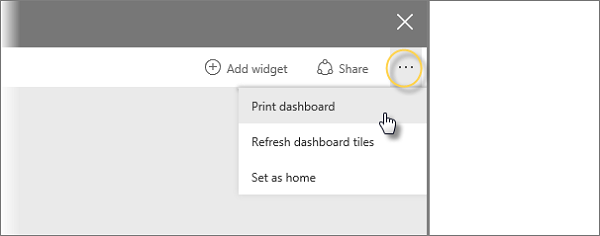 Add widget Share ...
Print dashboard
Refresh dashboard tiles
Set as home